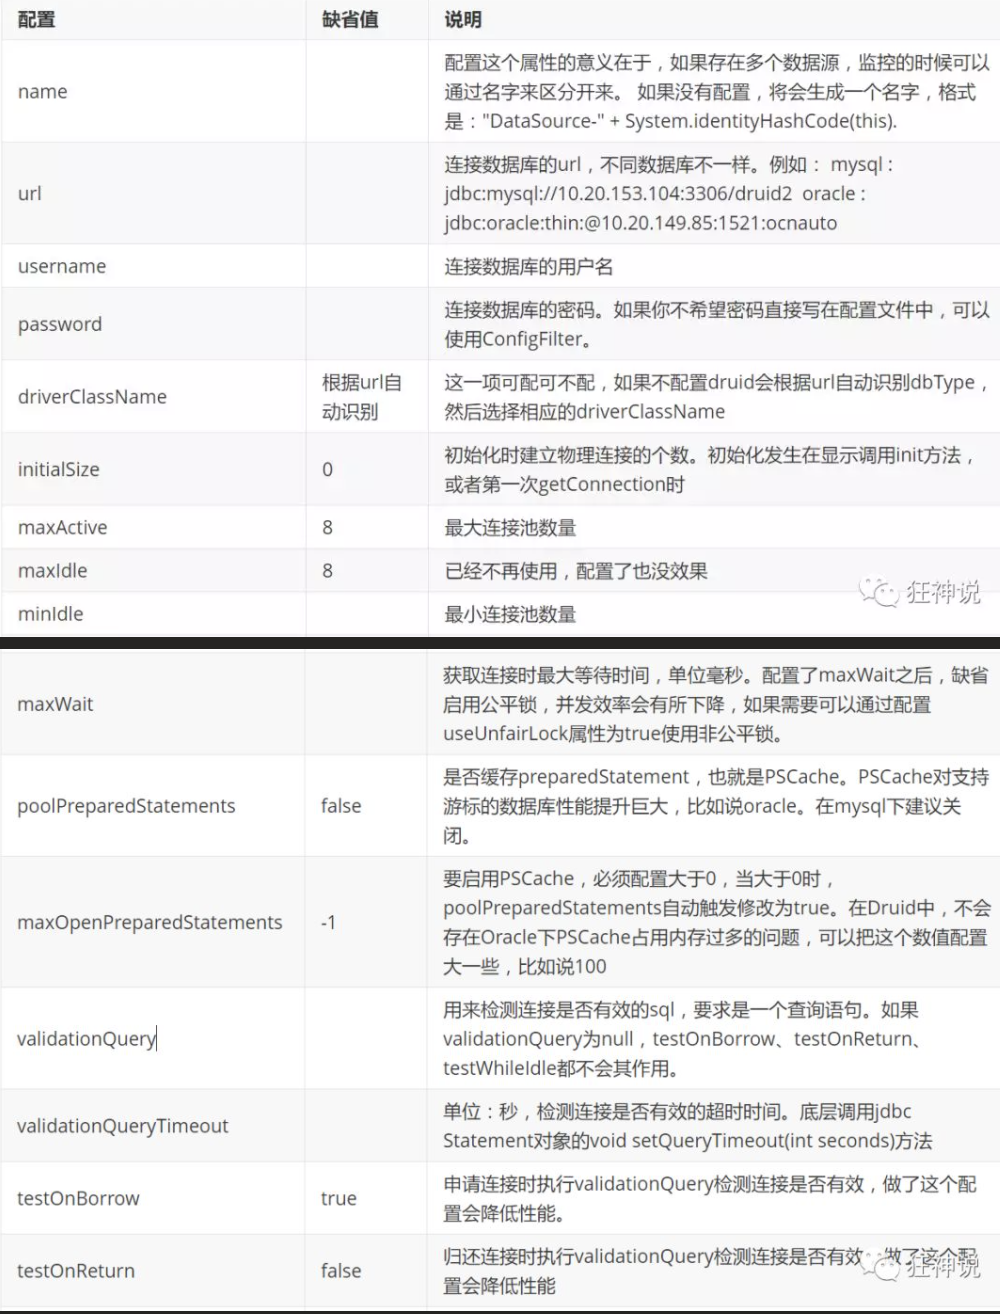 配置 缺省值 说明
name
配置这个属性的意义在于，如果存在多个数据源，监控的时候可以
通过名字来区分开来。 如果没有配置，将会生成一个名字，格式
是："DataSource-" + System.identityHashCode(this).
url
连接数据库的url，不同数据库不一样。例如： mysql :
jdbc:mysql://10.20.153.104:3306/druid2 oracle :
jdbc:oracle:thin:@10.20.149.85:1521:ocnauto
username 连接数据库的用户名
password
连接数据库的密码。如果你不希望密码直接写在配置文件中，可以
使用ConfigFilter。
driverClassName
根据url自
动识别
这一项可配可不配，如果不配置druid会根据url自动识别dbType，
然后选择相应的driverClassName
initialSize 0
初始化时建立物理连接的个数。初始化发生在显示调用init方法，
或者第一次getConnection时
maxActive 8 最大连接池数量
maxIdle 8 已经不再使用，配置了也没效果
minIdle 最小连接池数量
狂神说
maxWait
获取连接时最大等待时间，单位毫秒。配置了maxWait之后，缺省
启用公平锁，并发效率会有所下降，如果需要可以通过配置
useUnfairLock属性为true使用非公平锁。
poolPreparedStatements false
是否缓存preparedStatement，也就是PSCache。PSCache对支持
游标的数据库性能提升巨大，比如说oracle。在mysql下建议关
闭。
maxOpenPreparedStatements -1
要启用PSCache，必须配置大于0，当大于0时，
poolPreparedStatements自动触发修改为true。在Druid中，不会
存在Oracle下PSCache占用内存过多的问题，可以把这个数值配置
大一些，比如说100
validationQuery
用来检测连接是否有效的sql，要求是一个查询语句。如果
validationQuery为null，testOnBorrow、testOnReturn、
testWhileIdle都不会其作用。
validationQueryTimeout
单位：秒，检测连接是否有效的超时时间。底层调用jdbc
Statement对象的void setQueryTimeout(int seconds)方法
testOnBorrow true
申请连接时执行validationQuery检测连接是否有效，做了这个配
置会降低性能。
testOnReturn false
归还连接时执行validationQuery检测连接是否有效，做了这个配
置会降低性能
狂神说